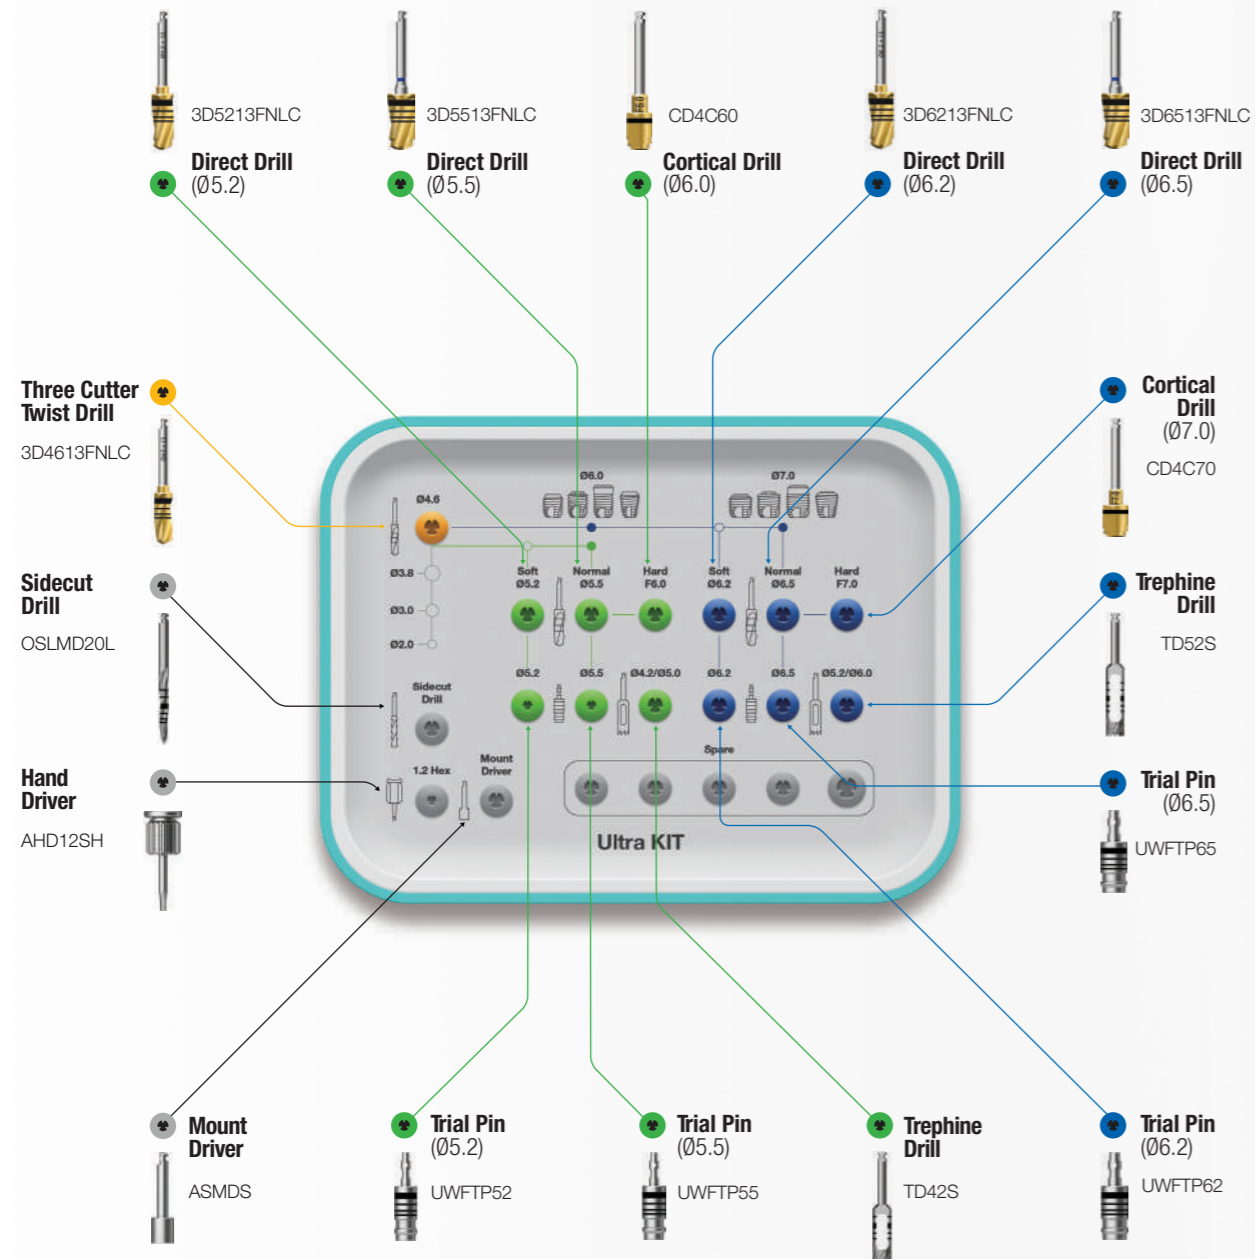 3D5213FNLC
Direct Drill
(Ø5.2)
3D5513FNLC
Direct Drill
(Ø5.5)
CD4C60
Cortical Drill
(Ø6.0)
3D6213FNLC
Direct Drill
(Ø6.2)
3D6513FNLC
Direct Drill
(Ø6.5)
Three Cutter
Twist Drill
3D4613FNLC
Cortical
Drill
(Ø7.0)
CD4C70
Sidecut
Drill
OSLMD20L
Trephine
Drill
TD52S
Hand
Driver
AHD12SH
Trial Pin
(Ø6.5)
UWFTP65
Ø6.0
Ø7.0
Ø4.6
Ø3.8
Ø3.0
Ø2.0
Soft
Ø5.2
Normal
Ø5.5
Hard
F6.0
Soft
Ø6.2
Normal
Ø6.5
Hard
F7.0
Ø5.2
Ø5.5
Ø4.2/Ø5.0
Ø6.2
Ø6.5
Ø5.2/Ø6.0
Sidecut
Drill
1.2 Hex
Mount
Driver
Spare
Ultra KIT
Mount
Driver
ASMDS
Trial Pin
(Ø5.2)
UWFTP52
Trial Pin
(Ø5.5)
UWFTP55
Trephine
Drill
TD42S
Trial Pin
(Ø6.2)
UWFTP62